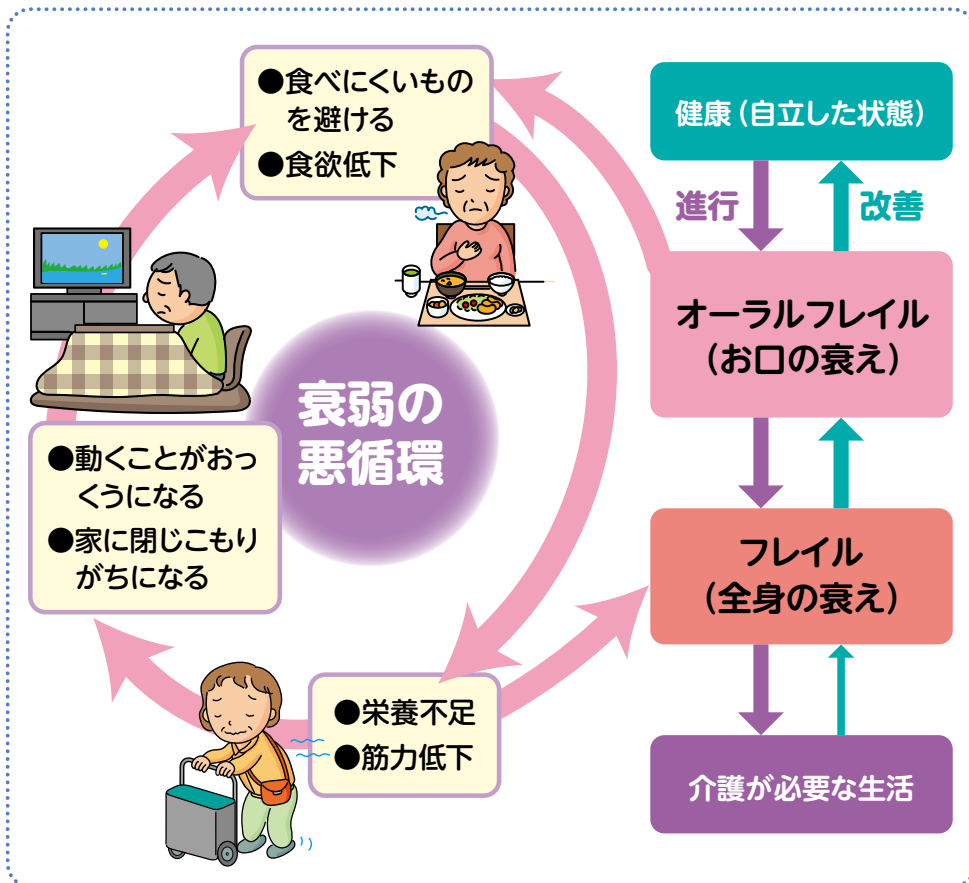 ●食べにくいもの
を避ける
●食欲低下
衰弱の
悪循環
●動くことがおっ
くうになる
●家に閉じこもり
がちになる
●栄養不足
●筋力低下
健康（自立した状態）
進行
改善
オーラルフレイル
（お口の衰え）
フレイル
（全身の衰え）
介護が必要な生活